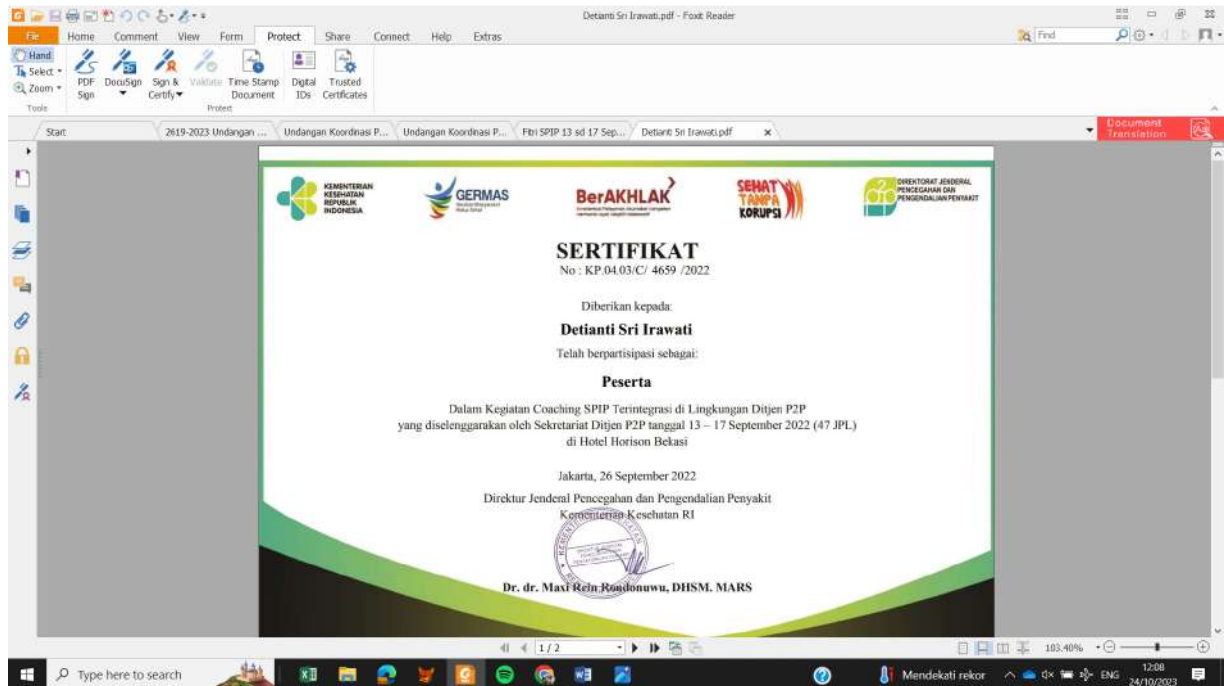 Detianti Sri Irawati.pdf - Foxit Reader
File Home Comment View Form Protect Share Connect Help Extras
Find
Hand
Select
Zoom
Tools
PDF Sign
DocuSign
Sign & Certify
Validate
Time Stamp Document
Digital IDs
Trusted Certificates
Protect
Start
2619-2023 Undangan ...
Undangan Koordinasi P...
Undangan Koordinasi P...
Fitri SPIP 13 sd 17 Sep...
Detianti Sri Irawati.pdf
Document Translation
KEMENTERIAN
KESEHATAN
REPUBLIK
INDONESIA
GERMAS
BerAKHLAK
SEHAT
TANPA
KORUPSI
DIREKTORAT JENDERAL
PENCEGAHAN DAN
PENGENDALIAN PENYAKIT
SERTIFIKAT
No : KP.04.03/C/ 4659 /2022
Diberikan kepada:
Detianti Sri Irawati
Telah berpartisipasi sebagai:
Peserta
Dalam Kegiatan Coaching SPIP Terintegrasi di Lingkungan Ditjen P2P
yang diselenggarakan oleh Sekretariat Ditjen P2P tanggal 13 – 17 September 2022 (47 JPL)
di Hotel Horison Bekasi
Jakarta, 26 September 2022
Direktur Jenderal Pencegahan dan Pengendalian Penyakit
Kementerian Kesehatan RI
Dr. dr. Maxi Rein Rondonuwu, DHSM. MARS
1 / 2
103.40%
Type here to search
Mendekati rekor
ENG
12:08
24/10/2023